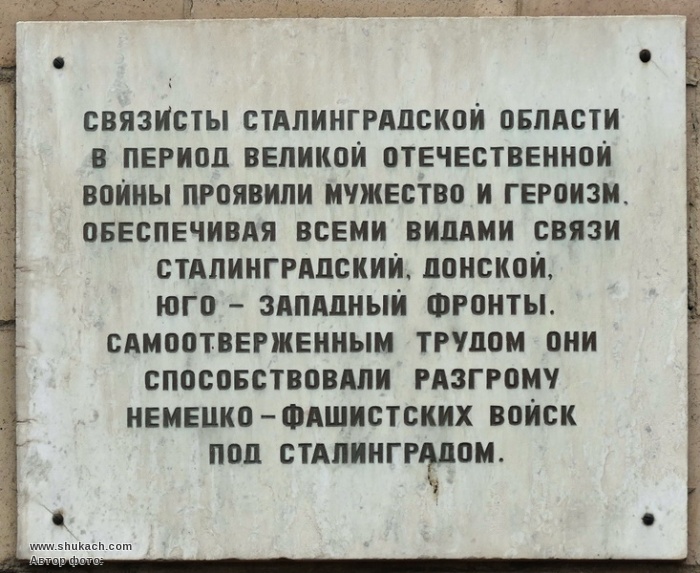 СВЯЗИСТЫ СТАЛИНГРАДСКОЙ ОБЛАСТИ
В ПЕРИОД ВЕЛИКОЙ ОТЕЧЕСТВЕННОЙ
ВОЙНЫ ПРОЯВИЛИ МУЖЕСТВО И ГЕРОИЗМ,
ОБЕСПЕЧИВАЯ ВСЕМИ ВИДАМИ СВЯЗИ
СТАЛИНГРАДСКИЙ, ДОНСКОЙ,
ЮГО – ЗАПАДНЫЙ ФРОНТЫ.
САМООТВЕРЖЕННЫМ ТРУДОМ ОНИ
СПОСОБСТВОВАЛИ РАЗГРОМУ
НЕМЕЦКО – ФАШИСТСКИХ ВОЙСК
ПОД СТАЛИНГРАДОМ.
www.shukach.com
Автор фото: